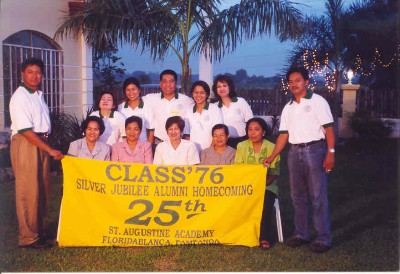 CLASS'76
SILVER JUBILEE ALUMNI HOMECOMING
25th
ST. AUGUSTINE ACADEMY
FLORIDABLANCA, PAMPANGA